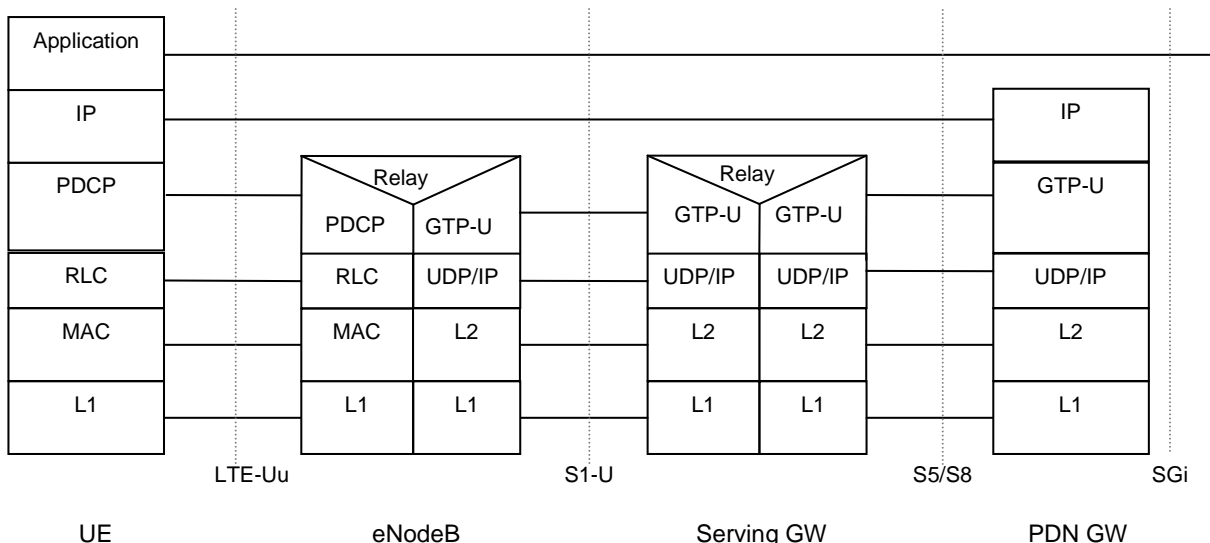 Application
IP
IP
PDCP
Relay
Relay
GTP-U
PDCP
GTP-U
GTP-U
GTP-U
RLC
RLC
UDP/IP
UDP/IP
UDP/IP
UDP/IP
MAC
MAC
L2
L2
L2
L2
L1
L1
L1
L1
L1
L1
LTE-Uu
S1-U
S5/S8
SGi
UE
eNodeB
Serving GW
PDN GW